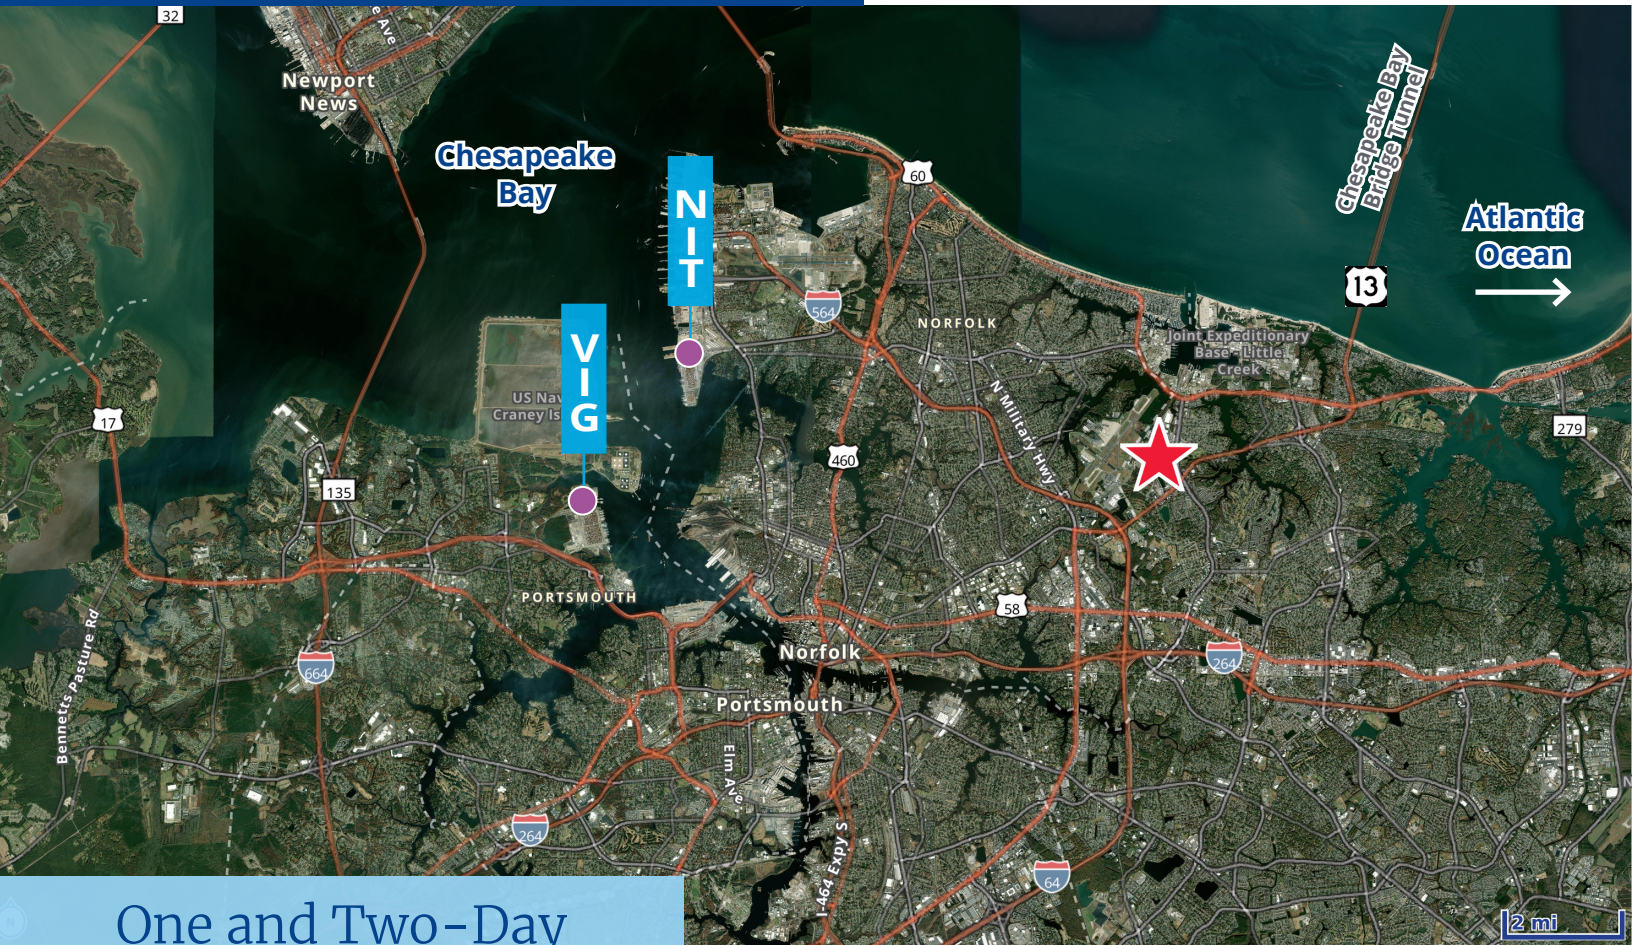 32
e Ave
Newport
News
Chesapeake
Bay
N
I
T
V
I
G
60
564
NORFOLK
Chesapeake Bay
Bridge Tunnel
Atlantic
Ocean
13
Joint Expeditionary
Base - Little
Creek
US Nav
Craney Is
17
279
N Military Hwy
460
135
PORTSMOUTH
58
Bennetts Pasture Rd
664
Norfolk
264
Portsmouth
Elm Ave
264
I-464 Expy S
64
N
2 mi
One and Two-Day